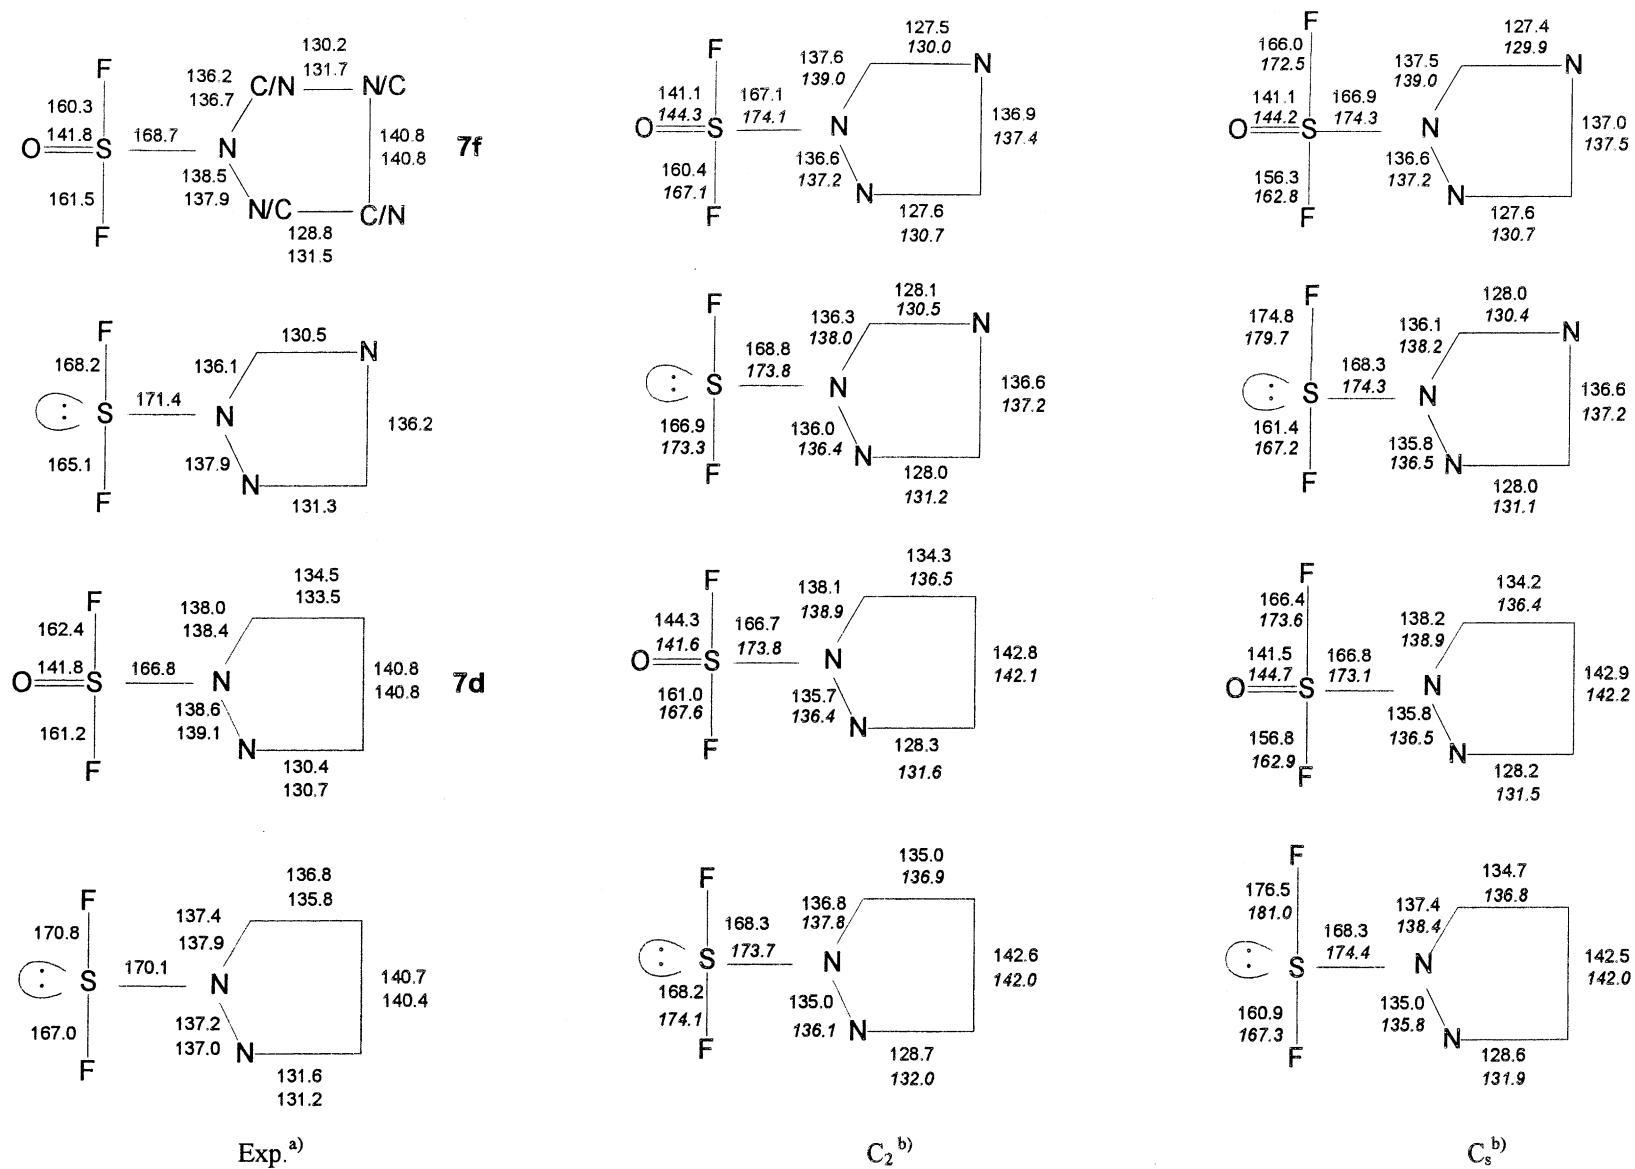 F
160.3
O 141.8 S 168.7 N
161.5
F
136.2
136.7
C/N
130.2
131.7
N/C
140.8
140.8
138.5
137.9
N/C
C/N
128.8
131.5
7f
F
141.1
144.3
O S
167.1
174.1
160.4
167.1
F
137.6
139.0
127.5
130.0
N
N
136.9
137.4
136.6
137.2
N
127.6
130.7
F
166.0
172.5
141.1
144.2
O S
166.9
174.3
156.3
162.8
F
137.5
139.0
127.4
129.9
N
N
137.0
137.5
136.6
137.2
N
127.6
130.7
F
168.2
: S 171.4 N
165.1
F
136.1
130.5
N
136.2
137.9
N
131.3
F
: S
168.8
173.8
166.9
173.3
F
136.3
138.0
128.1
130.5
N
N
136.6
137.2
136.0
136.4
N
128.0
131.2
F
174.8
179.7
: S
168.3
174.3
161.4
167.2
F
136.1
138.2
128.0
130.4
N
N
136.6
137.2
135.8
136.5
N
128.0
131.1
F
162.4
O 141.8 S 166.8 N
161.2
F
138.0
138.4
134.5
133.5
140.8
140.8
138.6
139.1
N
130.4
130.7
7d
F
144.3
141.6
O S
166.7
173.8
161.0
167.6
F
138.1
138.9
134.3
136.5
N
142.8
142.1
135.7
136.4
N
128.3
131.6
F
166.4
173.6
141.5
144.7
O S
166.8
173.1
156.8
162.9
F
138.2
138.9
134.2
136.4
N
142.9
142.2
135.8
136.5
N
128.2
131.5
F
170.8
: S 170.1 N
167.0
F
137.4
137.9
136.8
135.8
140.7
140.4
137.2
137.0
N
131.6
131.2
F
: S
168.3
173.7
168.2
174.1
F
136.8
137.8
135.0
136.9
N
142.6
142.0
135.0
136.1
N
128.7
132.0
F
176.5
181.0
: S
168.3
174.4
160.9
167.3
F
137.4
138.4
134.7
136.8
N
142.5
142.0
135.0
135.8
N
128.6
131.9
Exp.a)
C2 b)
Cs b)